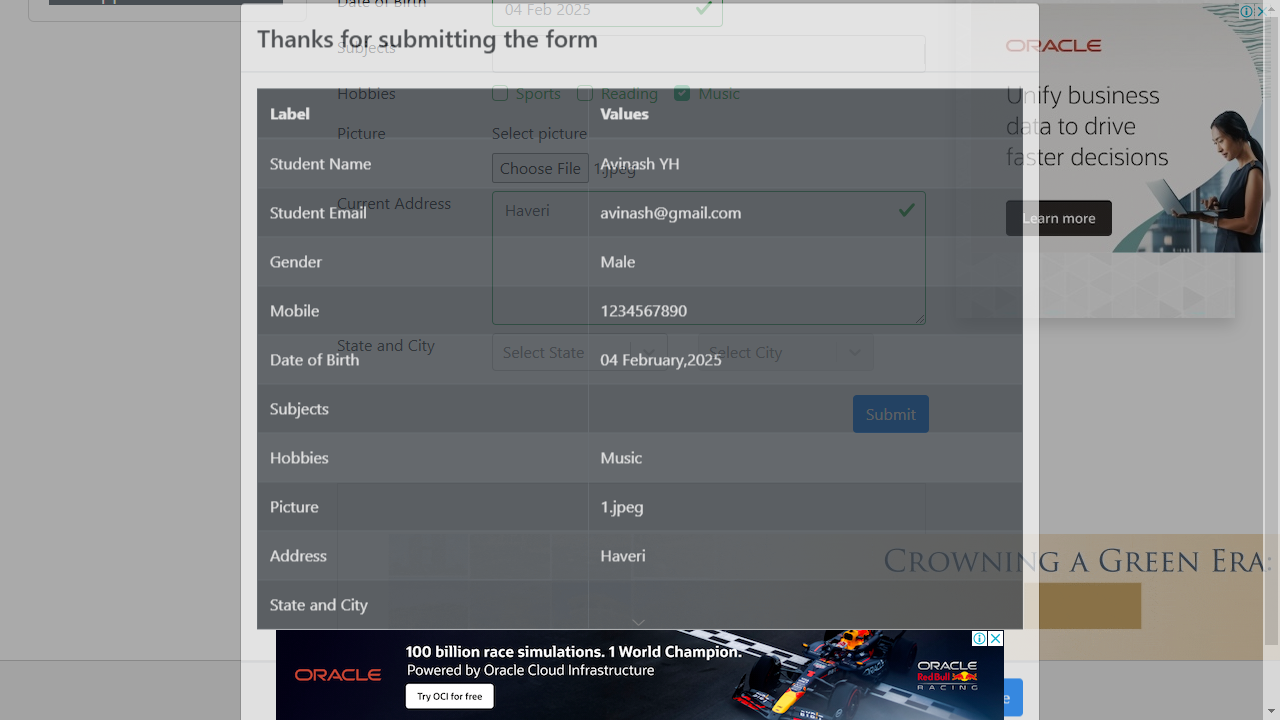 Date of Birth
04 Feb 2025
Thanks for submitting the form
Subjects
Hobbies
Sports
Reading
Music
Label
Values
Picture
Select picture
Student Name
Avinash YH
Choose File
1.jpeg
Current Address
Haveri
Student Email
avinash@gmail.com
Gender
Male
Mobile
1234567890
State and City
Select State
Select City
Date of Birth
04 February,2025
Subjects
Submit
Hobbies
Music
Picture
1.jpeg
Address
Haveri
State and City
ORACLE
Unify business
data to drive
faster decisions
Learn more
CROWNING A GREEN ERA:
ORACLE
100 billion race simulations. 1 World Champion.
Powered by Oracle Cloud Infrastructure
Try OCI for free
ORACLE
Red Bull
RACING